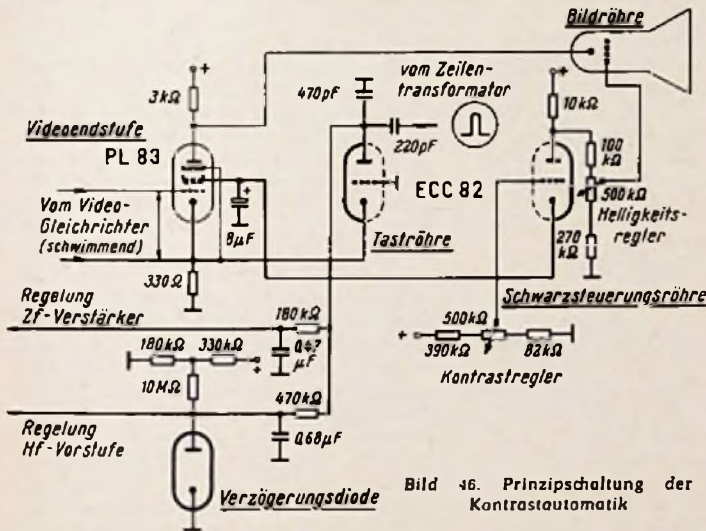 Bildröhre
+
3kΩ
470pF
vom Zeilen-
transformator
+
10kΩ
Videoendstufe
PL 83
220pF
100
kΩ
ECC 82
500kΩ
Helligkeits-
regler
Vom Video-
Gleichrichter
(schwimmend)
+
8µF
Taströhre
270
kΩ
330Ω
Schwarzsteuerungsröhre
Regelung
Zf-Verstärker
180kΩ
500kΩ
+
180kΩ
330kΩ
+
0,47
µF
390kΩ
82kΩ
Kontrastregler
10MΩ
470kΩ
Regelung
Hf-Vorstufe
0,68µF
Verzögerungsdiode
Bild 46. Prinzipschaltung der
Kontrastautomatik